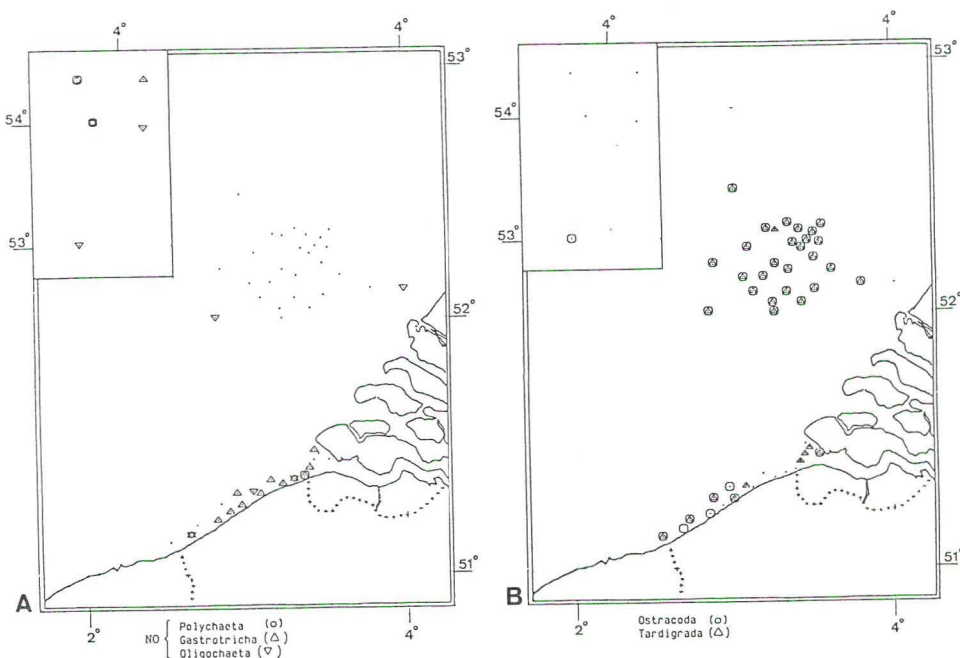 4° 4°
53°
54°
53°
52°
51°
A
2° 4°
NO { Polychaeta (o)
Gastrotricha (△)
Oligochaeta (▽)
4° 4°
53°
54°
53°
52°
51°
B
2° 4°
Ostracoda (o)
Tardigrada (△)